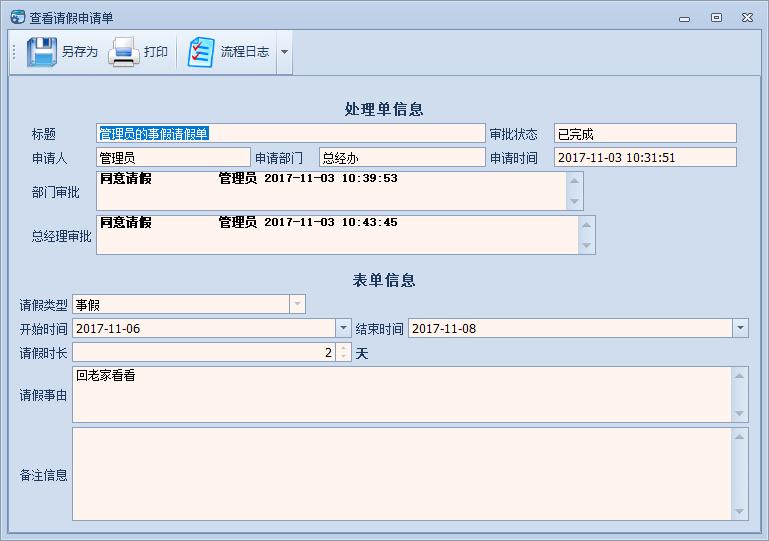 查看请假申请单
另存为 打印 流程日志
处理单信息
标题 管理员的事假请假单 审批状态 已完成
申请人 管理员 申请部门 总经办 申请时间 2017-11-03 10:31:51
部门审批 同意请假 管理员 2017-11-03 10:39:53
总经理审批 同意请假 管理员 2017-11-03 10:43:45
表单信息
请假类型 事假
开始时间 2017-11-06 结束时间 2017-11-08
请假时长 2 天
请假事由 回老家看看
备注信息